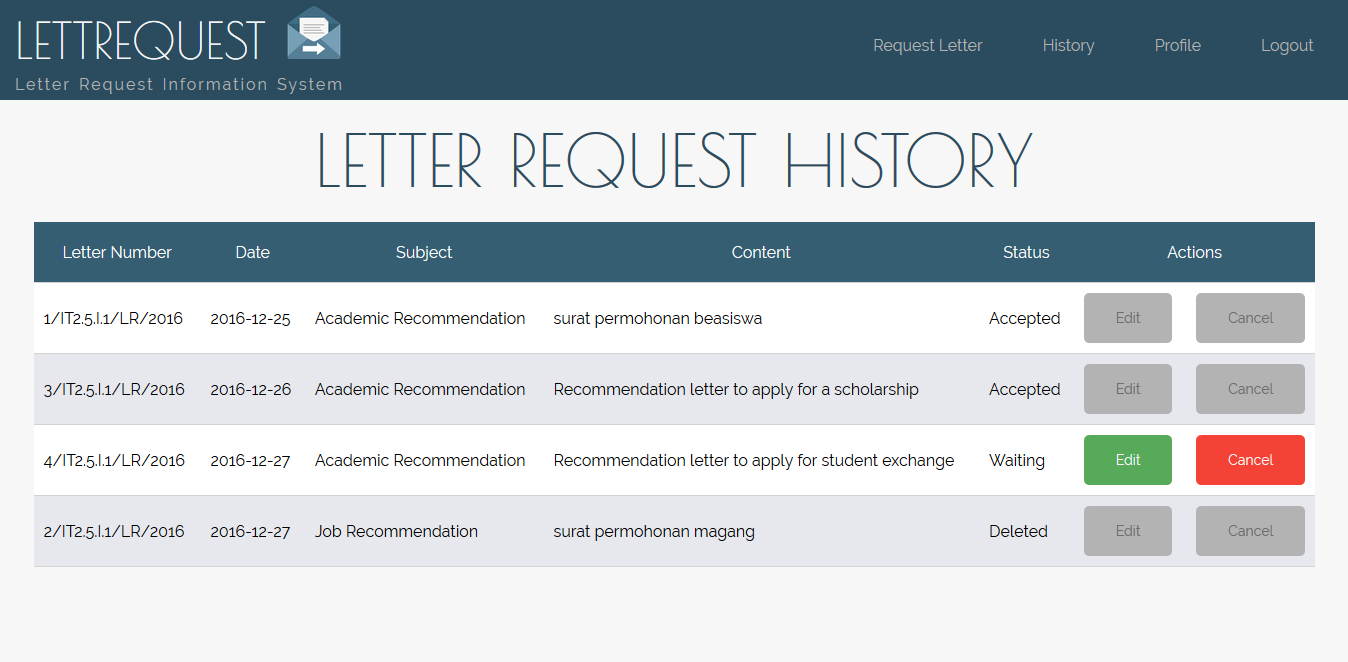 LETTREQUEST
Letter Request Information System
Request Letter History Profile Logout
LETTER REQUEST HISTORY
Letter Number Date Subject Content Status Actions
1/IT2.5.I.1/LR/2016 2016-12-25 Academic Recommendation surat permohonan beasiswa Accepted Edit Cancel
3/IT2.5.I.1/LR/2016 2016-12-26 Academic Recommendation Recommendation letter to apply for a scholarship Accepted Edit Cancel
4/IT2.5.I.1/LR/2016 2016-12-27 Academic Recommendation Recommendation letter to apply for student exchange Waiting Edit Cancel
2/IT2.5.I.1/LR/2016 2016-12-27 Job Recommendation surat permohonan magang Deleted Edit Cancel